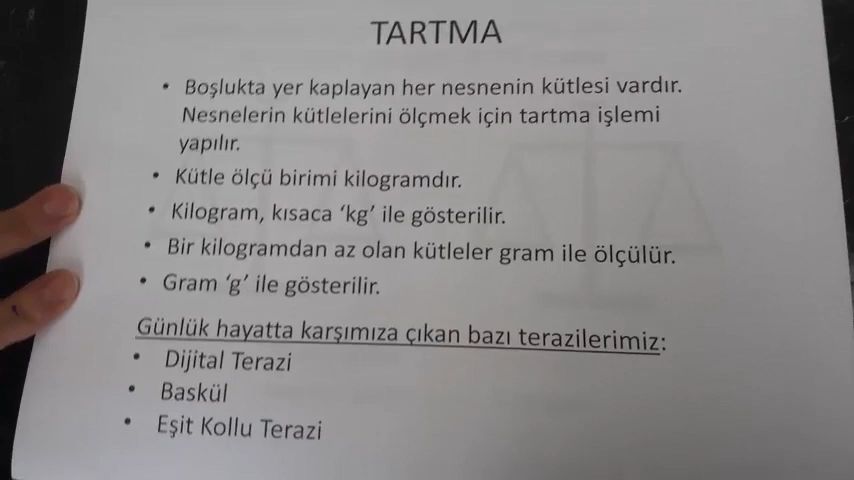 TARTMA
• Boşlukta yer kaplayan her nesnenin kütlesi vardır.
Nesnelerin kütlelerini ölçmek için tartma işlemi
yapılır.
• Kütle ölçü birimi kilogramdır.
• Kilogram, kısaca ‘kg’ ile gösterilir.
• Bir kilogramdan az olan kütleler gram ile ölçülür.
• Gram ‘g’ ile gösterilir.
Günlük hayatta karşımıza çıkan bazı terazilerimiz:
• Dijital Terazi
• Baskül
• Eşit Kollu Terazi